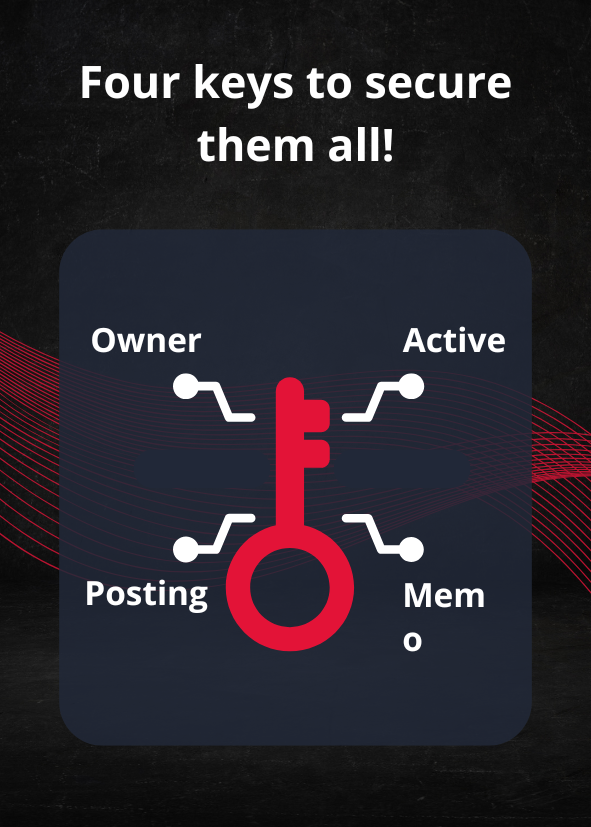 Four keys to secure
them all!
Owner
Active
Posting
Mem
o